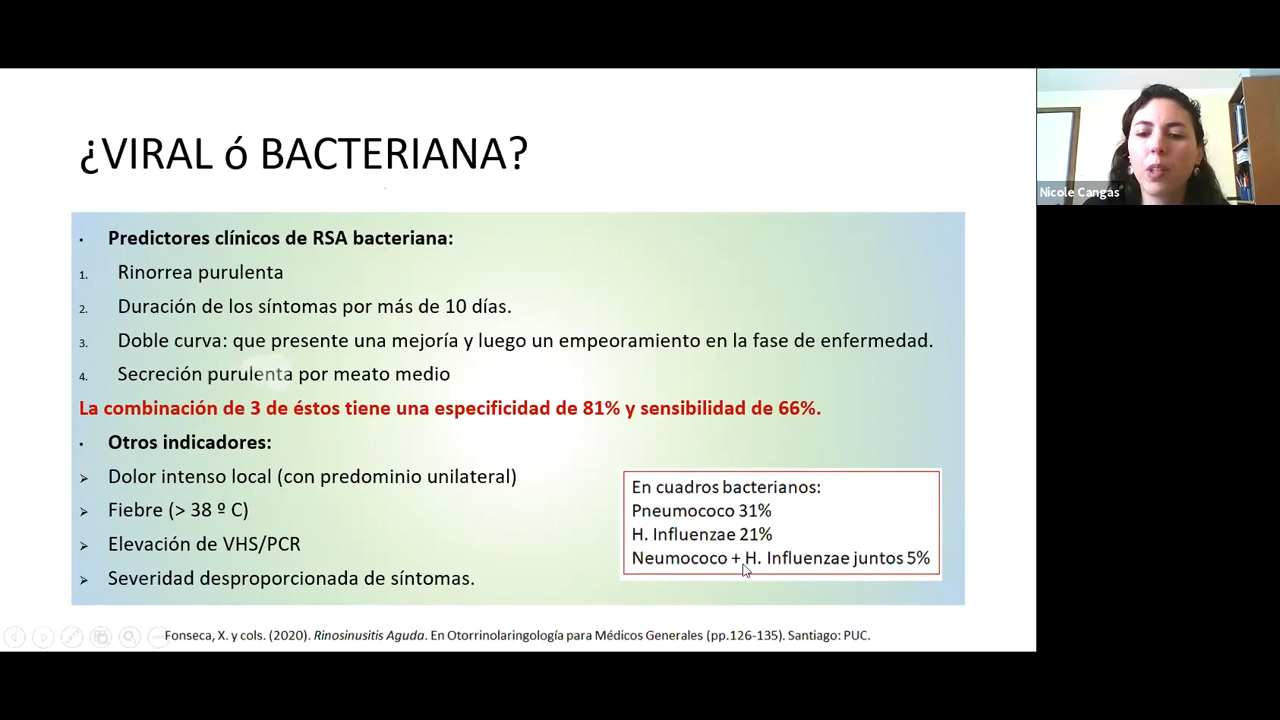 ¿VIRAL ó BACTERIANA?
Nicole Cangas
• Predictores clínicos de RSA bacteriana:
1. Rinorrea purulenta
2. Duración de los síntomas por más de 10 días.
3. Doble curva: que presente una mejoría y luego un empeoramiento en la fase de enfermedad.
4. Secreción purulenta por meato medio
La combinación de 3 de éstos tiene una especificidad de 81% y sensibilidad de 66%.
• Otros indicadores:
➢ Dolor intenso local (con predominio unilateral)
➢ Fiebre (> 38 º C)
➢ Elevación de VHS/PCR
➢ Severidad desproporcionada de síntomas.
En cuadros bacterianos:
Pneumococo 31%
H. Influenzae 21%
Neumococo + H. Influenzae juntos 5%
Fonseca, X. y cols. (2020). Rinosinusitis Aguda. En Otorrinolaringología para Médicos Generales (pp.126-135). Santiago: PUC.